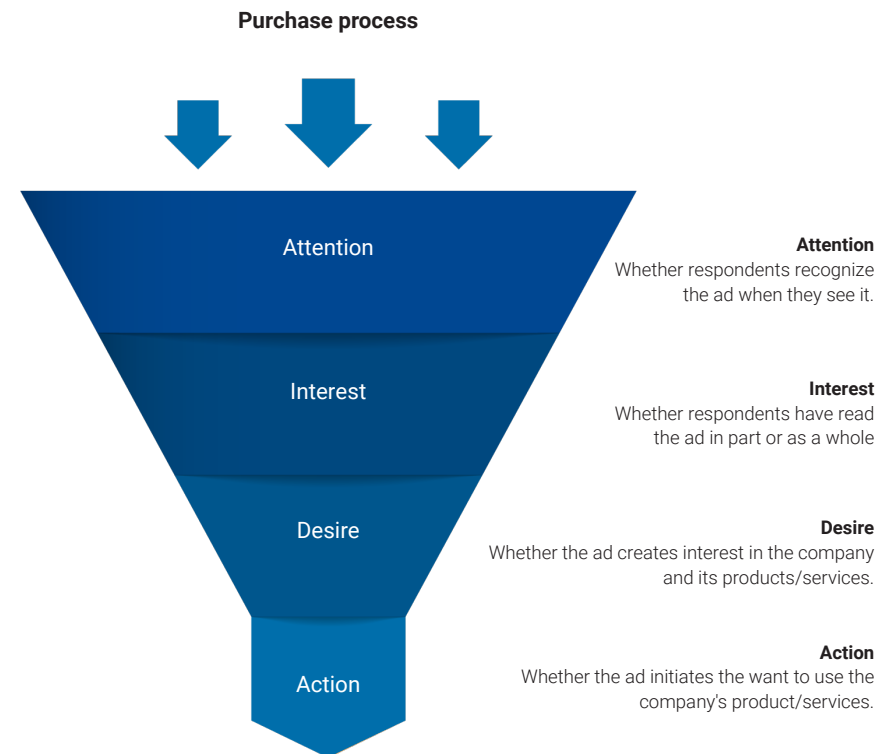 Purchase process
Attention
Attention
Whether respondents recognize
the ad when they see it.
Interest
Interest
Whether respondents have read
the ad in part or as a whole
Desire
Desire
Whether the ad creates interest in the company
and its products/services.
Action
Action
Whether the ad initiates the want to use the
company's product/services.